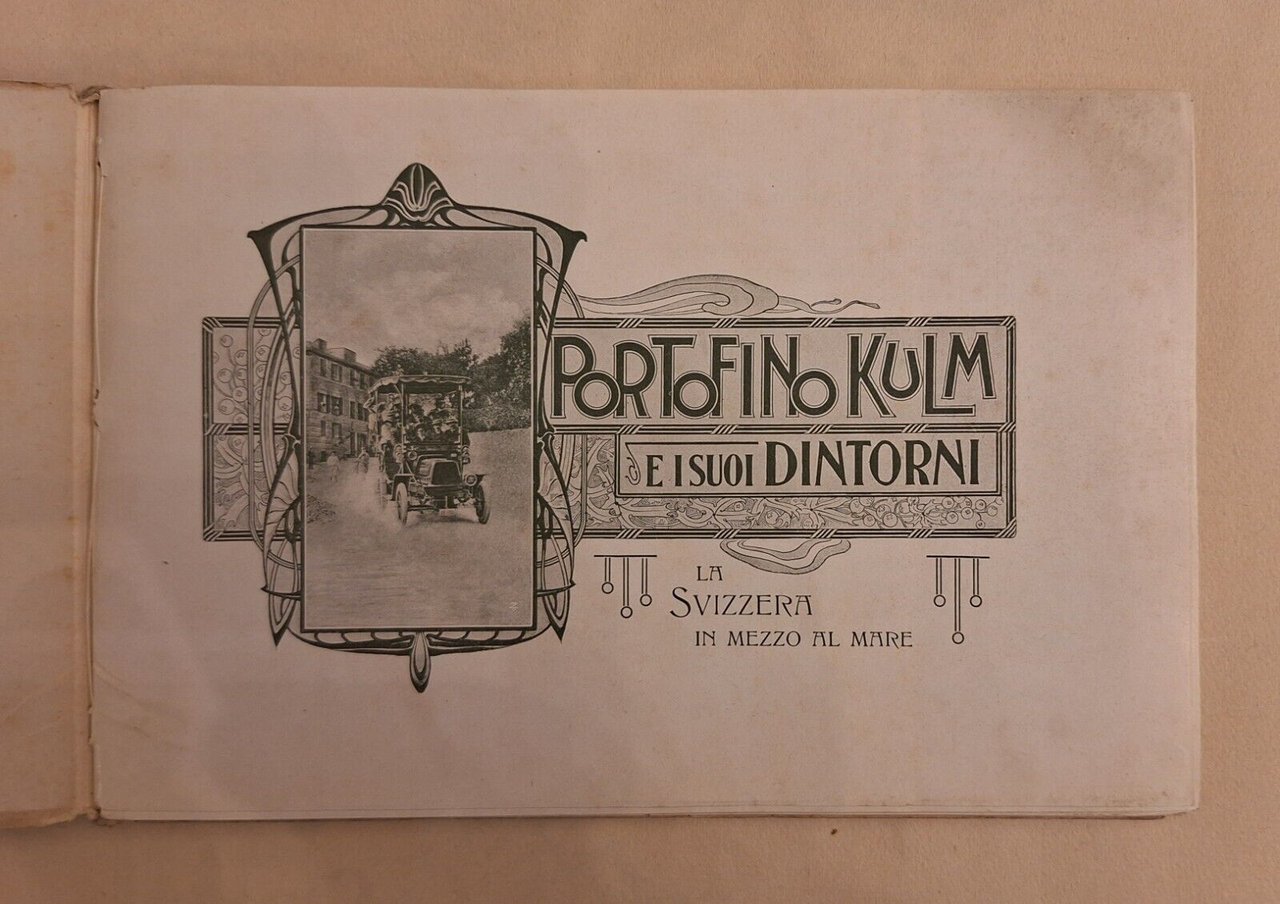 PORTOFINO KULM
E I SUOI DINTORNI
LA
SVIZZERA
IN MEZZO AL MARE